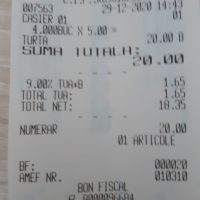 007563 29-12-2020 14:43
CASIER 01 01
4.000BUC X 5.00 =
TURTA 20.00 B
SUMA TOTALA:
20.00
9.00% TVA*B 1.65
TOTAL TVA: 1.65
TOTAL NET: 18.35
NUMERAR 20.00
01 ARTICOLE
BF: 000020
AMEF NR. 010310
BON FISCAL